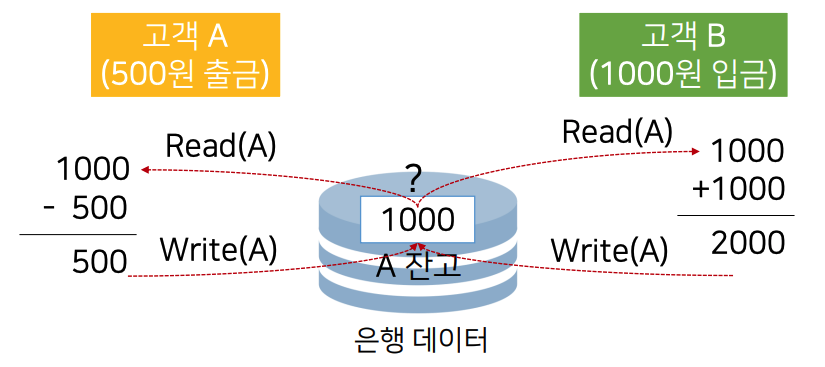 고객 A
(500원 출금)
고객 B
(1000원 입금)
Read(A)
1000
- 500
500
Write(A)
?
1000
A 잔고
은행 데이터
Read(A)
1000
+1000
2000
Write(A)